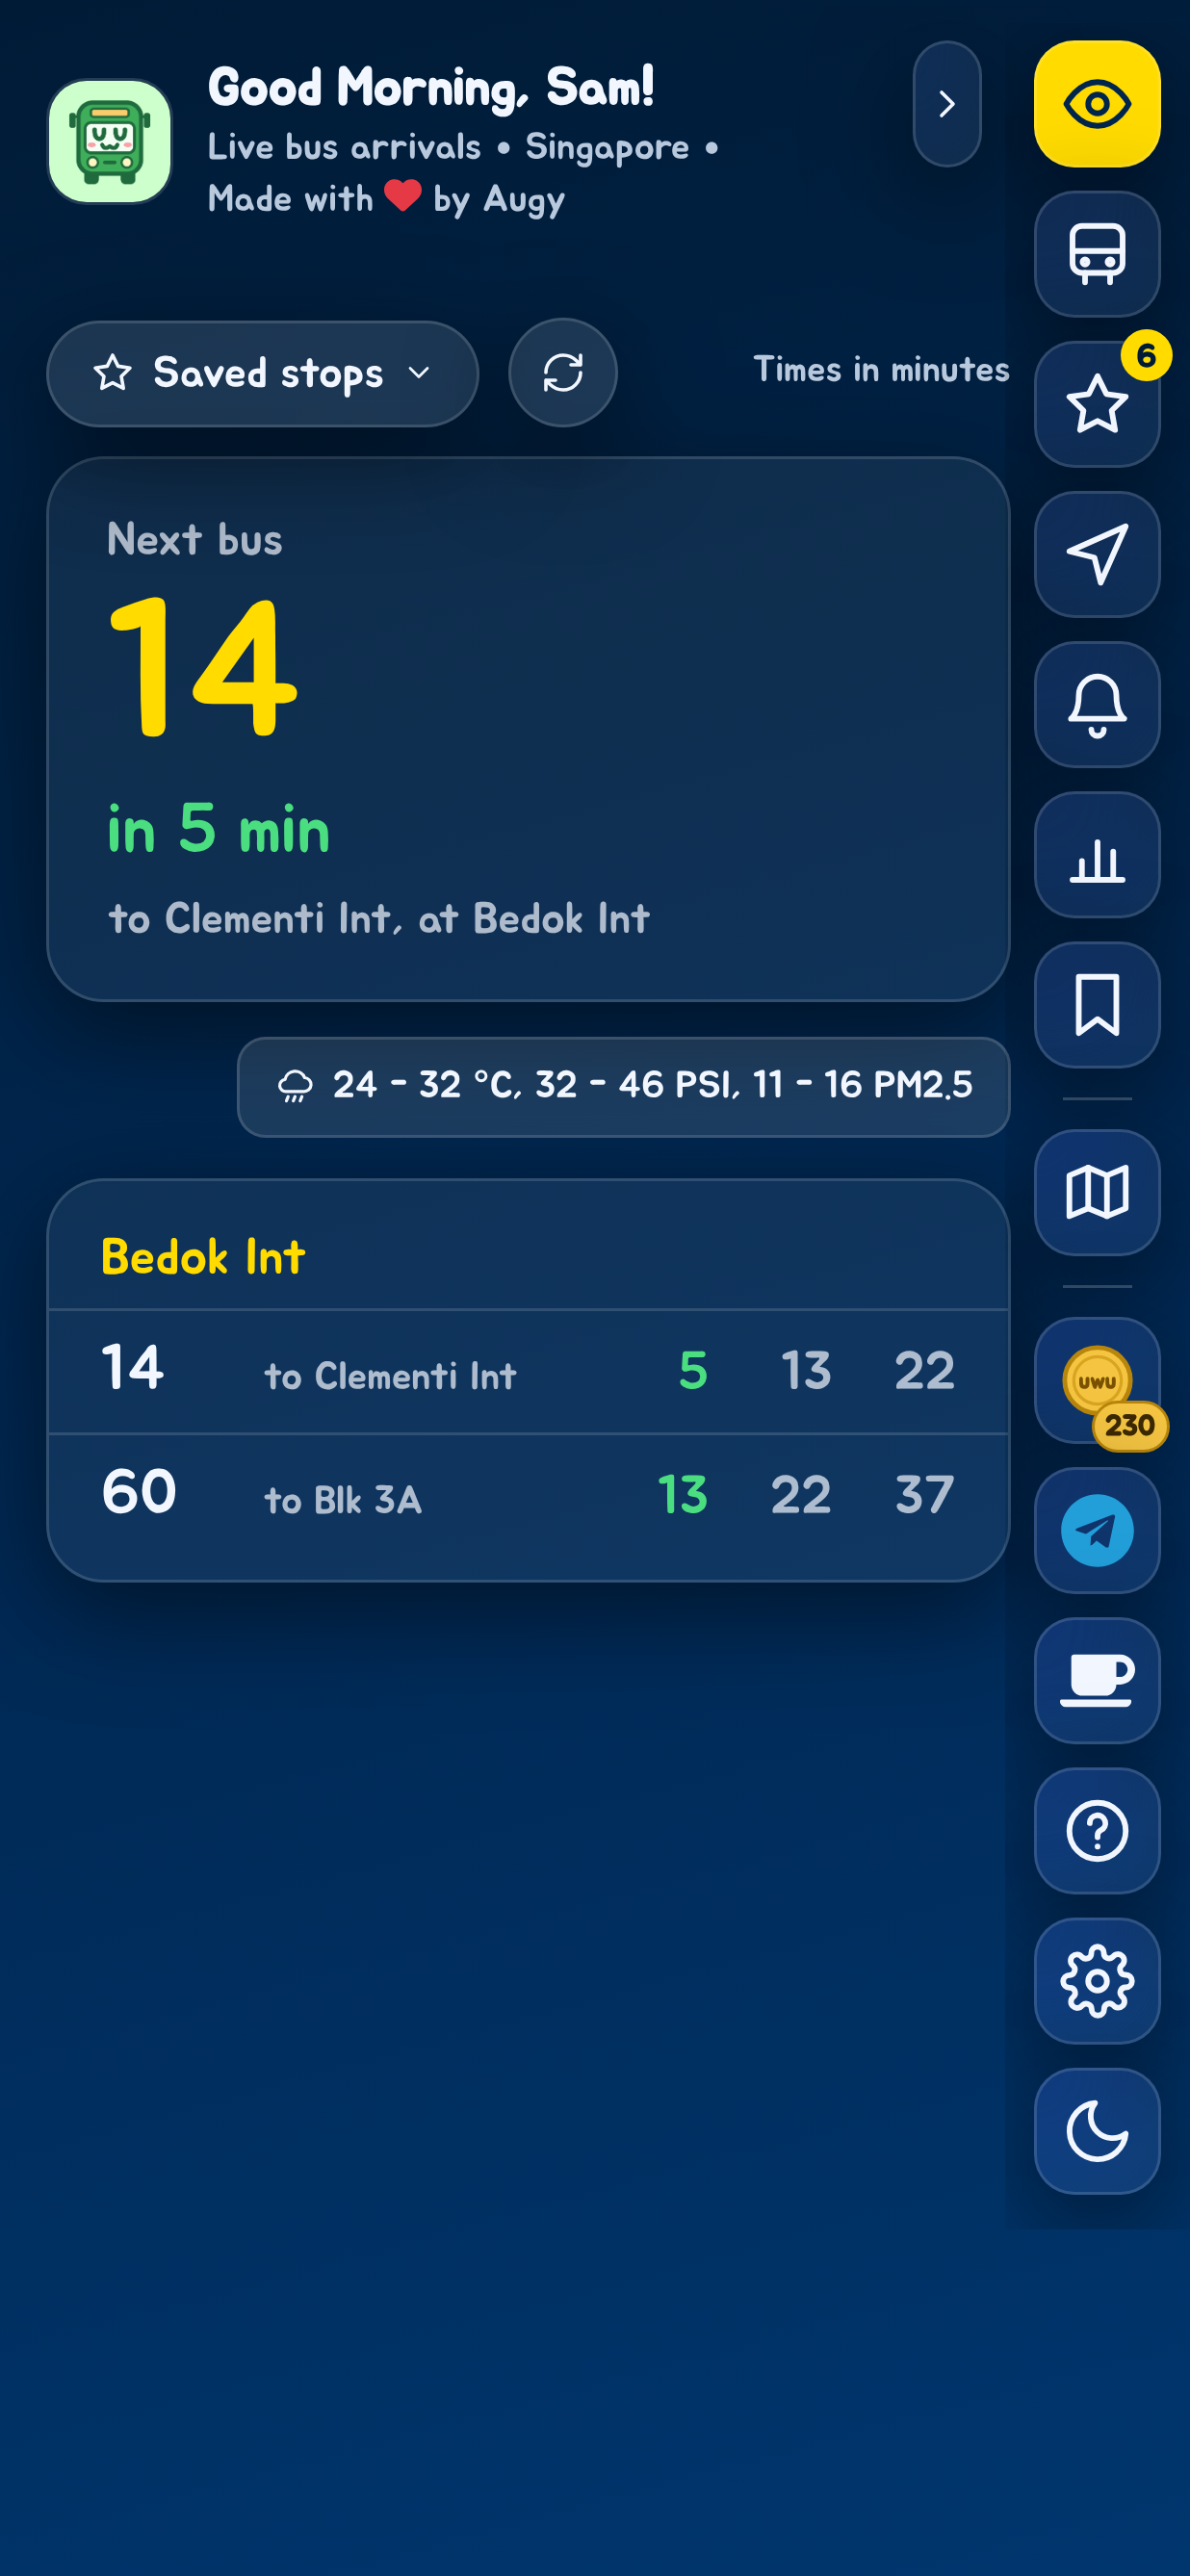 Good Morning, Sam!
Live bus arrivals • Singapore •
Made with ❤ by Augy
Saved stops
Times in minutes
6
Next bus
14
in 5 min
to Clementi Int, at Bedok Int
24 - 32 °C, 32 - 46 PSI, 11 - 16 PM2.5
Bedok Int
14 to Clementi Int 5 13 22
60 to Blk 3A 13 22 37
UWU
230